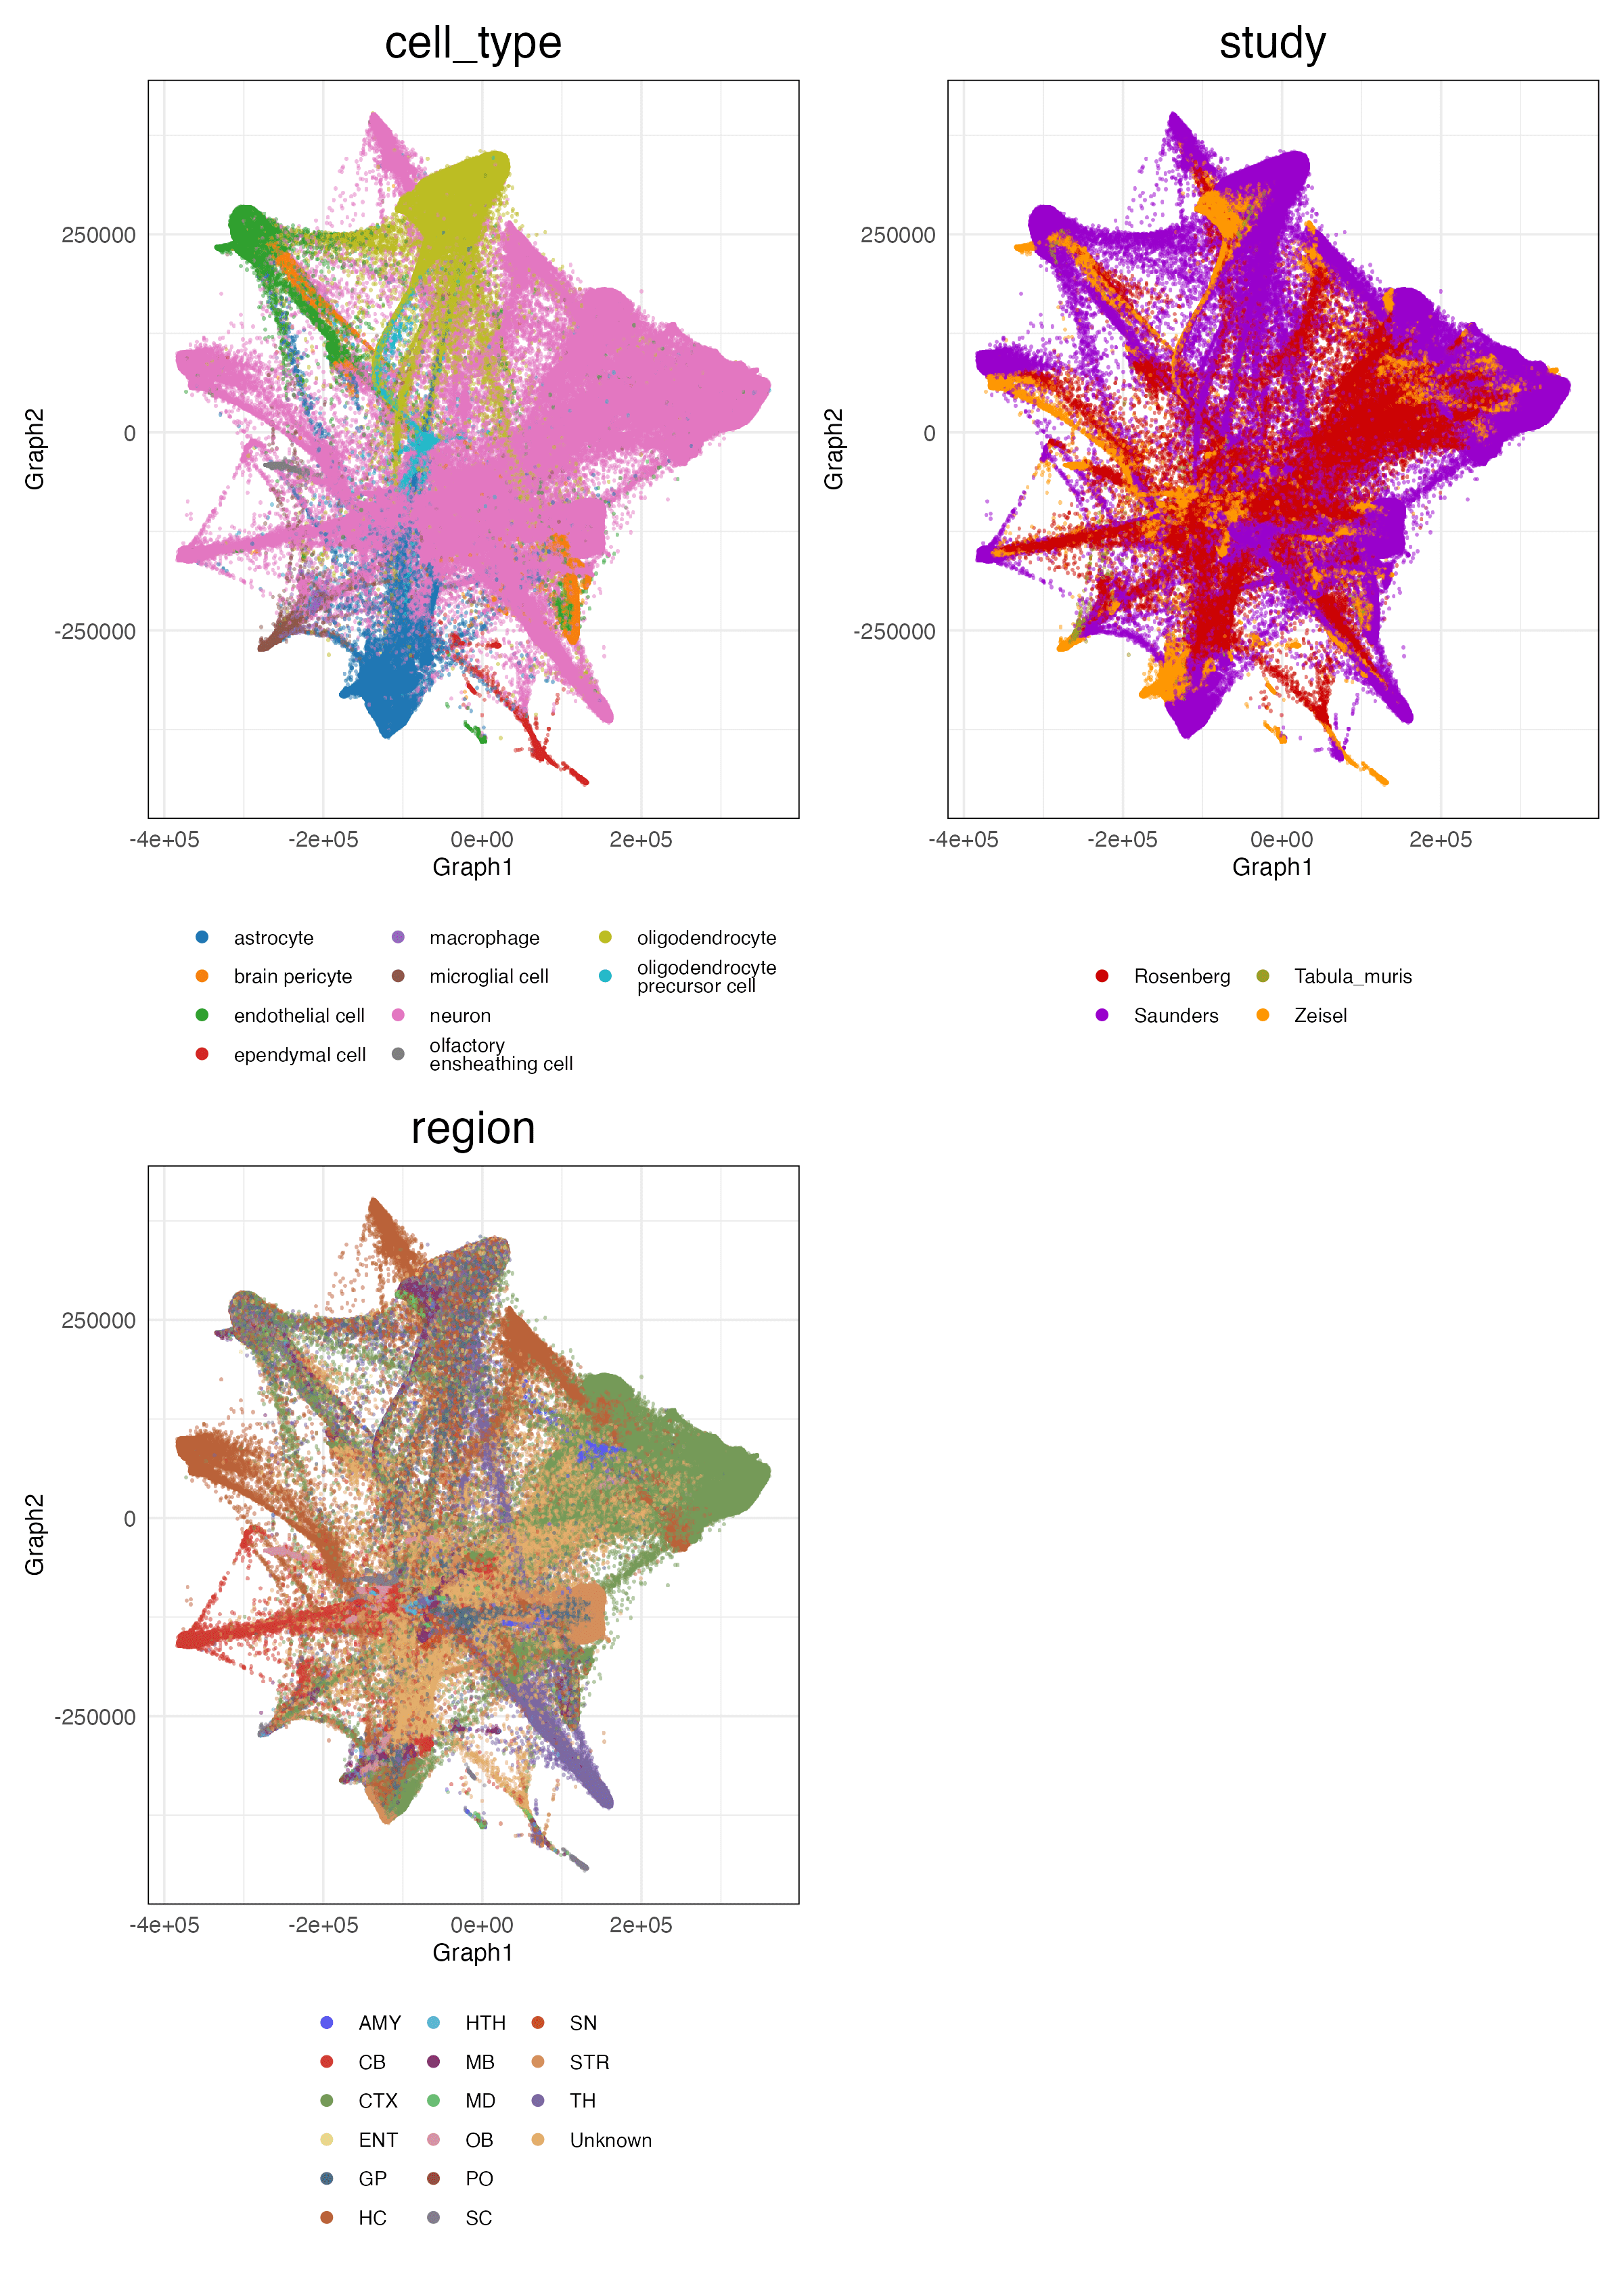 cell_type
study
250000
0
-250000
Graph2
-4e+05 -2e+05 0e+00 2e+05
Graph1
250000
0
-250000
Graph2
-4e+05 -2e+05 0e+00 2e+05
Graph1
astrocyte
brain pericyte
endothelial cell
ependymal cell
macrophage
microglial cell
neuron
olfactory
ensheathing cell
oligodendrocyte
oligodendrocyte
precursor cell
Rosenberg
Saunders
Tabula_muris
Zeisel
region
250000
0
-250000
Graph2
-4e+05 -2e+05 0e+00 2e+05
Graph1
AMY
CB
CTX
ENT
GP
HC
HTH
MB
MD
OB
PO
SC
SN
STR
TH
Unknown